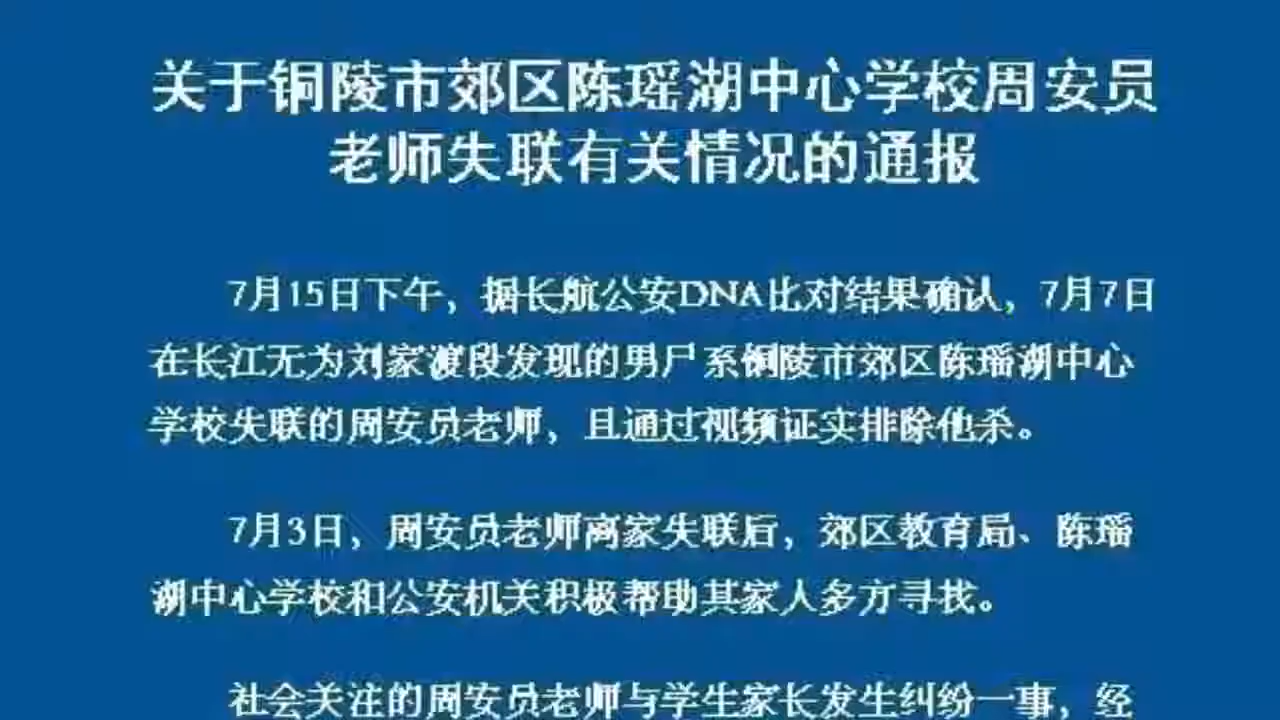 关于铜陵市郊区陈瑶湖中心学校周安员
老师失联有关情况的通报
7月15日下午，据长航公安DNA比对结果确认，7月7日
在长江无为刘家渡段发现的男尸系铜陵市郊区陈瑶湖中心
学校失联的周安员老师，且通过视频证实排除他杀。
7月3日，周安员老师离家失联后，郊区教育局、陈瑶
湖中心学校和公安机关积极帮助其家人多方寻找。
社会关注的周安员老师与学生家长发生纠纷一事，经